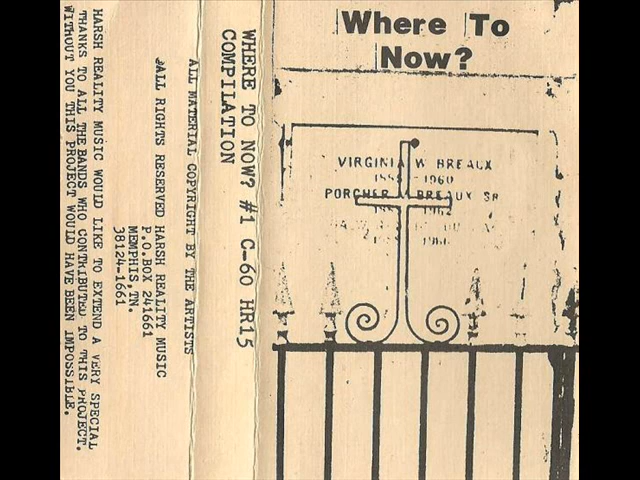 Where To
Now?
VIRGINIA W BREAUX
1960
PORCHER BREAUX SR
WHERE TO NOW? #1 C-60 HR15
COMPILATION
ALL MATERIAL COPYRIGHT BY THE ARTISTS
ALL RIGHTS RESERVED HARSH REALITY MUSIC
P.O.BOX 241661
MEMPHIS,TN.
38124-1661
HARSH REALITY MUSIC WOULD LIKE TO EXTEND A VERY SPECIAL
THANKS TO ALL THE BANDS WHO CONTRIBUTED TO THIS PROJECT.
WITHOUT YOU THIS PROJECT WOULD HAVE BEEN IMPOSSIBLE.